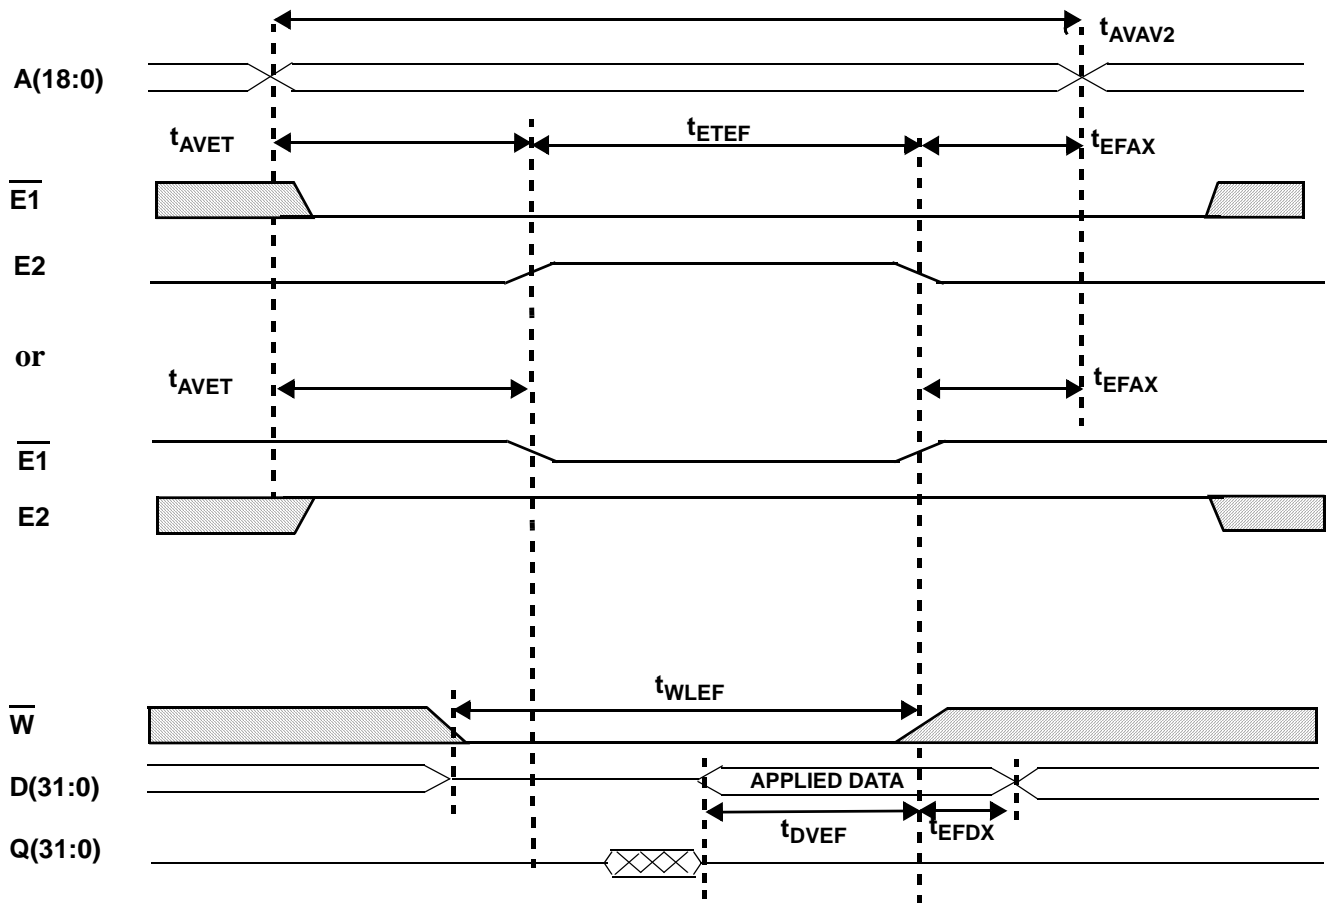 tAVAV2
A(18:0)
tAVET
tETEF
tEFAX
E1
E2
or
tAVET
tEFAX
E1
E2
tWLEF
W
D(31:0)
APPLIED DATA
tDVEF
tEFDX
Q(31:0)